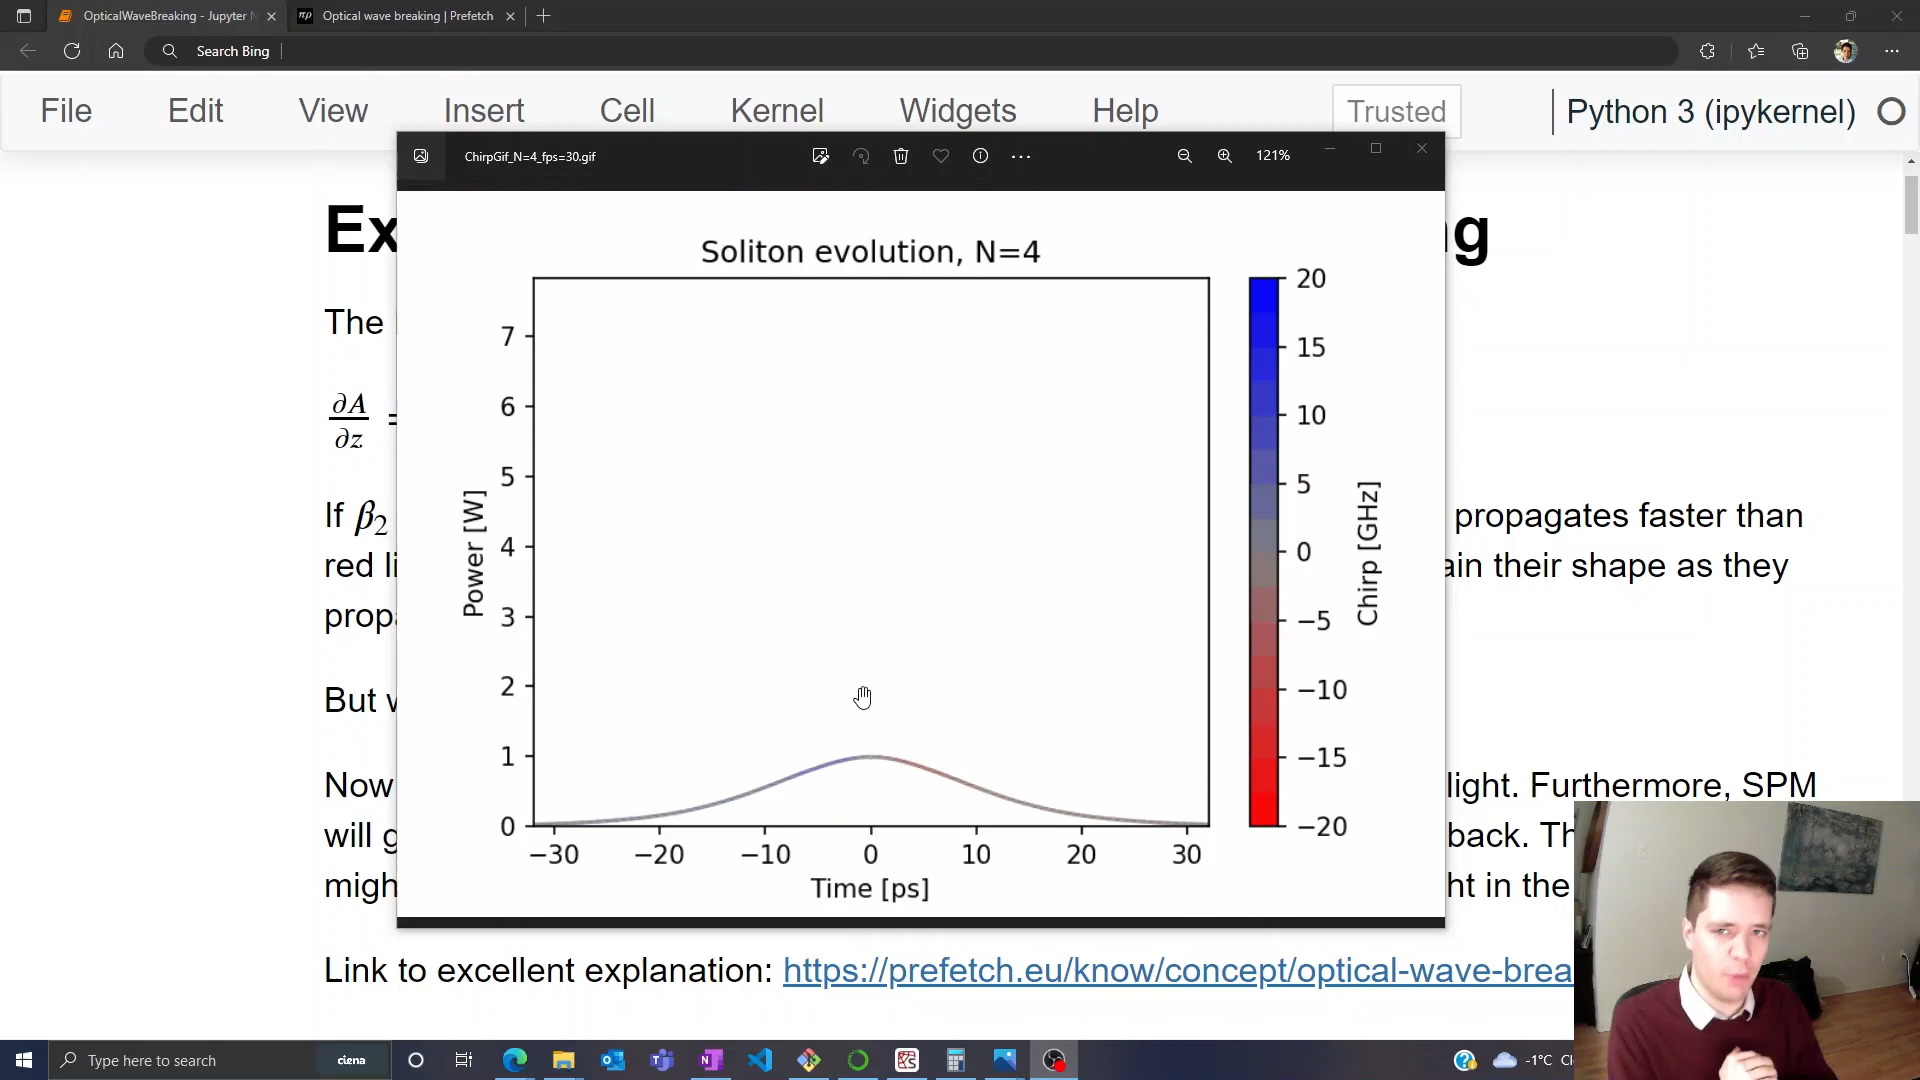 OpticalWaveBreaking - Jupyter N
Optical wave breaking | Prefetch
Search Bing
File Edit View Insert Cell Kernel Widgets Help Trusted Python 3 (ipykernel)
ChirpGif_N=4_fps=30.gif 121%
Ex g
Soliton evolution, N=4
The
∂A/∂z =
If β2 propagates faster than
red li ain their shape as they
prop
But w
Now light. Furthermore, SPM
will g back. Th
migh ht in the
Power [W]
7
6
5
4
3
2
1
0
−30 −20 −10 0 10 20 30
Time [ps]
20
15
10
5
0
−5
−10
−15
−20
Chirp [GHz]
Link to excellent explanation: https://prefetch.eu/know/concept/optical-wave-brea
Type here to search ciena -1°C